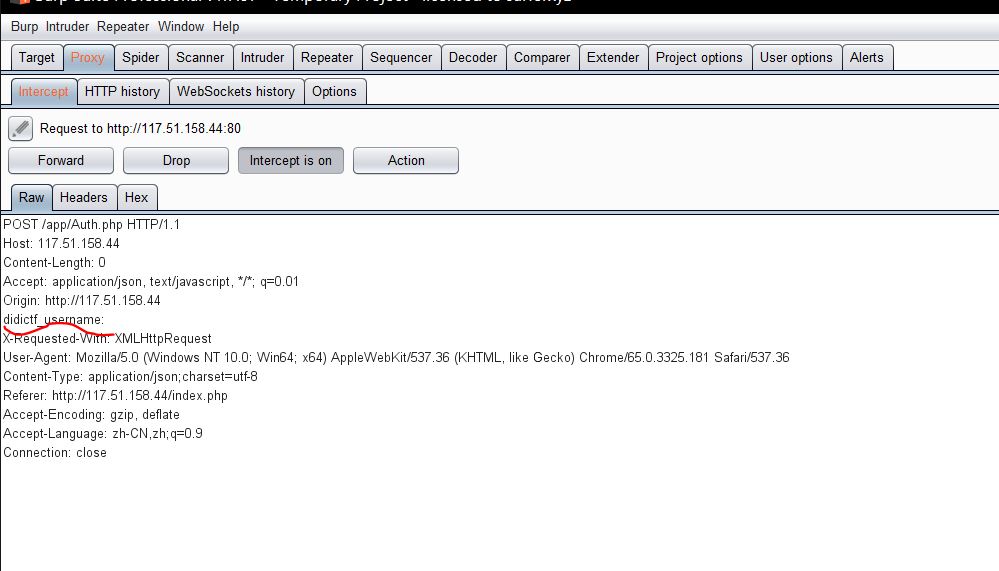 Burp Intruder Repeater Window Help
Target Proxy Spider Scanner Intruder Repeater Sequencer Decoder Comparer Extender Project options User options Alerts
Intercept HTTP history WebSockets history Options
Request to http://117.51.158.44:80
Forward Drop Intercept is on Action
Raw Headers Hex
POST /app/Auth.php HTTP/1.1
Host: 117.51.158.44
Content-Length: 0
Accept: application/json, text/javascript, */*; q=0.01
Origin: http://117.51.158.44
didictf_username:
X-Requested-With: XMLHttpRequest
User-Agent: Mozilla/5.0 (Windows NT 10.0; Win64; x64) AppleWebKit/537.36 (KHTML, like Gecko) Chrome/65.0.3325.181 Safari/537.36
Content-Type: application/json;charset=utf-8
Referer: http://117.51.158.44/index.php
Accept-Encoding: gzip, deflate
Accept-Language: zh-CN,zh;q=0.9
Connection: close